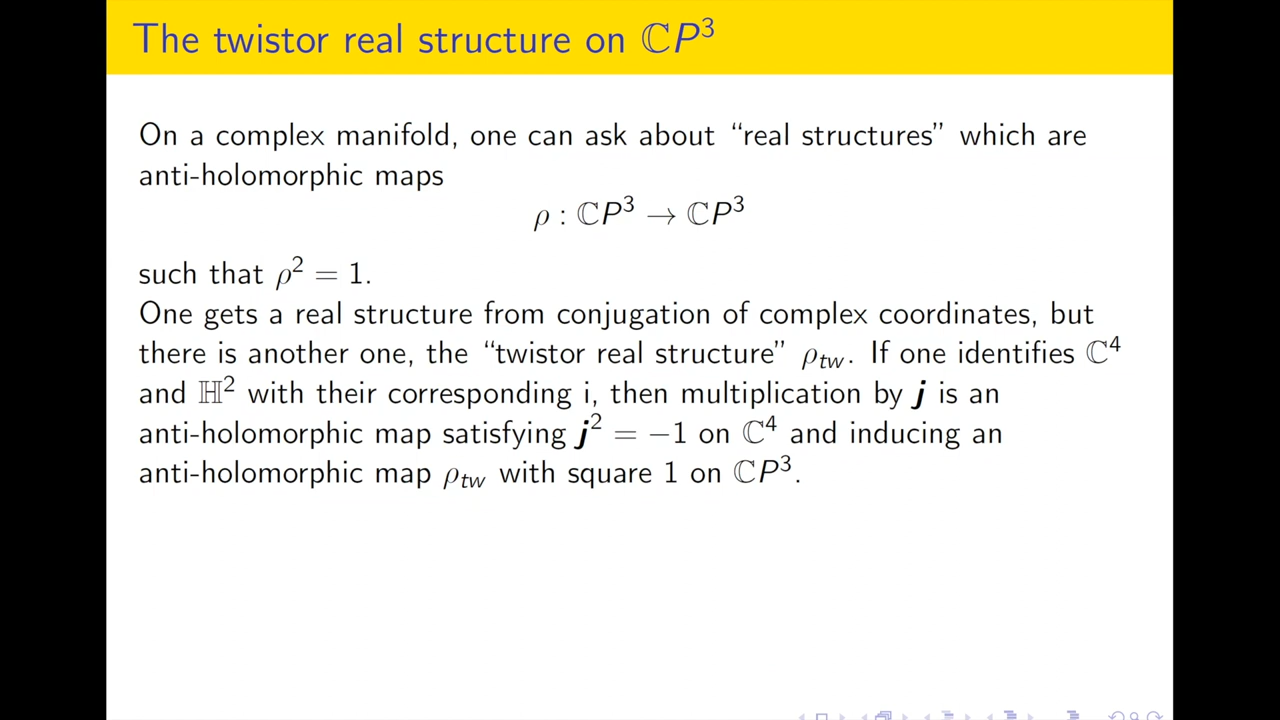 The twistor real structure on ℂP³
On a complex manifold, one can ask about “real structures” which are
anti-holomorphic maps
ρ : ℂP³ → ℂP³
such that ρ² = 1.
One gets a real structure from conjugation of complex coordinates, but
there is another one, the “twistor real structure” ρ_tw. If one identifies ℂ⁴
and ℍ² with their corresponding i, then multiplication by j is an
anti-holomorphic map satisfying j² = −1 on ℂ⁴ and inducing an
anti-holomorphic map ρ_tw with square 1 on ℂP³.